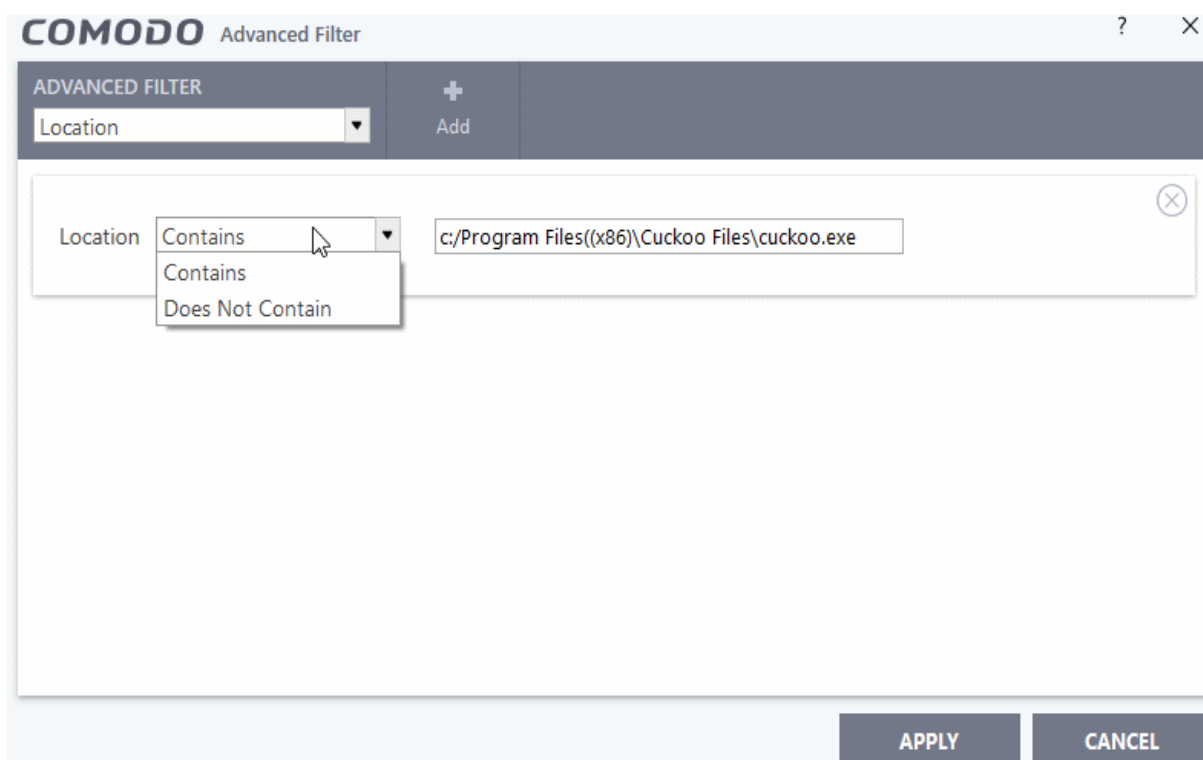 COMODO Advanced Filter ? X
ADVANCED FILTER
Location
Add
Location Contains c:/Program Files((x86)\Cuckoo Files\cuckoo.exe
Contains
Does Not Contain
APPLY CANCEL